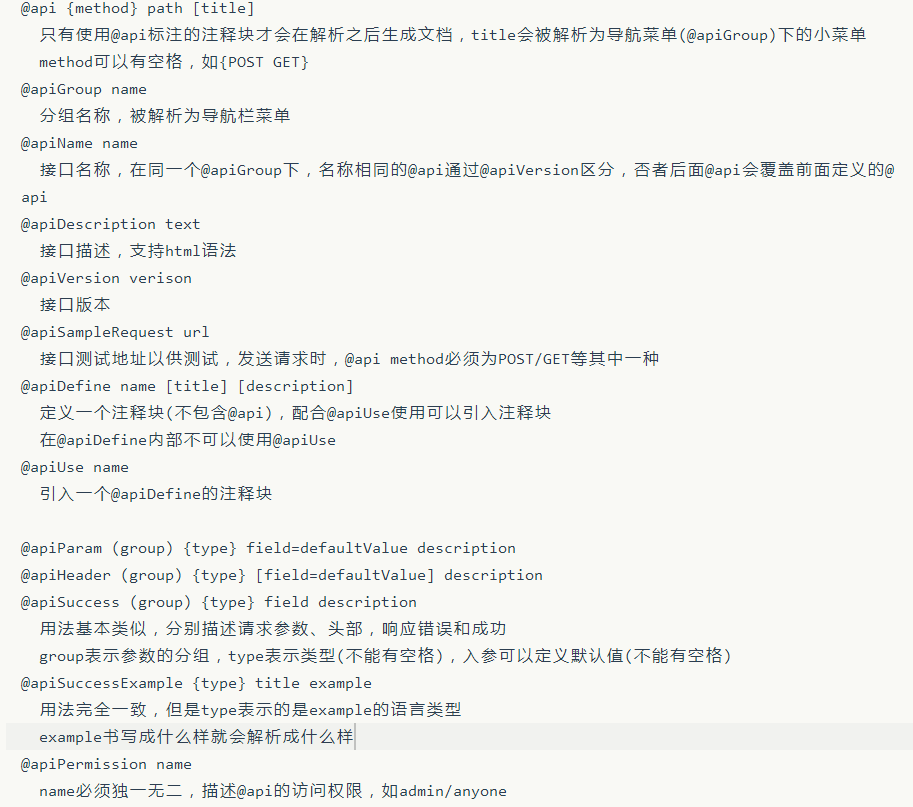 @api {method} path [title]
只有使用@api标注的注释块才会在解析之后生成文档，title会被解析为导航菜单(@apiGroup)下的小菜单
method可以有空格，如{POST GET}
@apiGroup name
分组名称，被解析为导航栏菜单
@apiName name
接口名称，在同一个@apiGroup下，名称相同的@api通过@apiVersion区分，否者后面@api会覆盖前面定义的@
api
@apiDescription text
接口描述，支持html语法
@apiVersion verison
接口版本
@apiSampleRequest url
接口测试地址以供测试，发送请求时，@api method必须为POST/GET等其中一种
@apiDefine name [title] [description]
定义一个注释块(不包含@api)，配合@apiUse使用可以引入注释块
在@apiDefine内部不可以使用@apiUse
@apiUse name
引入一个@apiDefine的注释块
@apiParam (group) {type} field=defaultValue description
@apiHeader (group) {type} [field=defaultValue] description
@apiSuccess (group) {type} field description
用法基本类似，分别描述请求参数、头部，响应错误和成功
group表示参数的分组，type表示类型(不能有空格)，入参可以定义默认值(不能有空格)
@apiSuccessExample {type} title example
用法完全一致，但是type表示的是example的语言类型
example书写成什么样就会解析成什么样
@apiPermission name
name必须独一无二，描述@api的访问权限，如admin/anyone